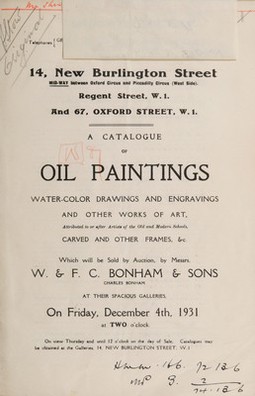 Telephones
14, New Burlington Street
MID-WAY between Oxford Circus and Piccadilly Circus (West Side).
Regent Street, W.1.
And 67, OXFORD STREET, W.1.
A CATALOGUE
OF
OIL PAINTINGS
WATER-COLOR DRAWINGS AND ENGRAVINGS
AND OTHER WORKS OF ART,
Attributed to or after Artists of the Old and Modern Schools,
CARVED AND OTHER FRAMES, &c.
Which will be Sold by Auction, by Messrs.
W. & F. C. BONHAM & SONS
CHARLES BONHAM
AT THEIR SPACIOUS GALLERIES,
On Friday, December 4th, 1931
at TWO o'clock.
On view Thursday and until 12 o'clock on the day of Sale. Catalogues may
be obtained at the Galleries, 14, NEW BURLINGTON STREET, W.1